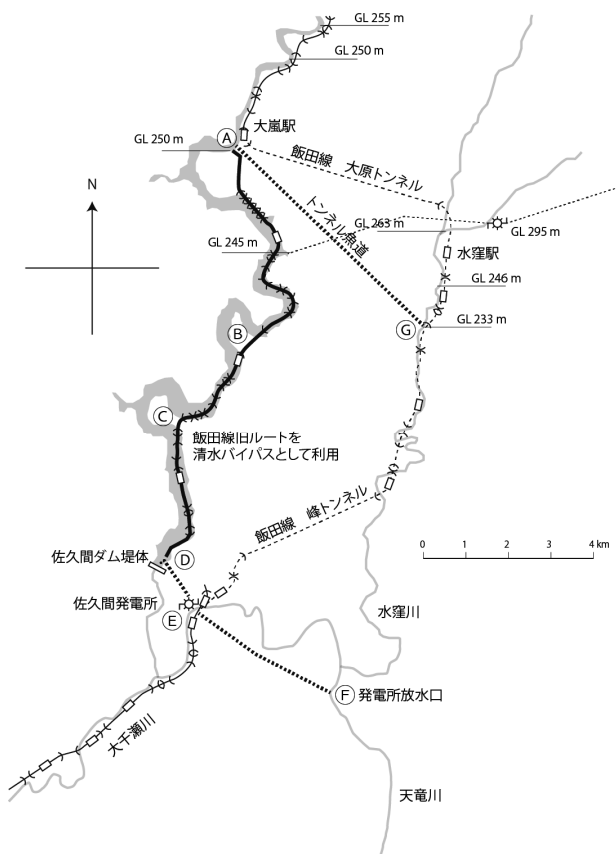 GL 255 m
GL 250 m
大嵐駅
A
GL 250 m
飯田線 大原トンネル
N
トンネル魚道
GL 263 m
GL 295 m
GL 245 m
水窪駅
GL 246 m
GL 233 m
B
G
C
飯田線旧ルートを
清水バイパスとして利用
飯田線 峰トンネル
0 1 2 4 km
佐久間ダム堤体
D
佐久間発電所
E
水窪川
F 発電所放水口
大千瀬川
天竜川